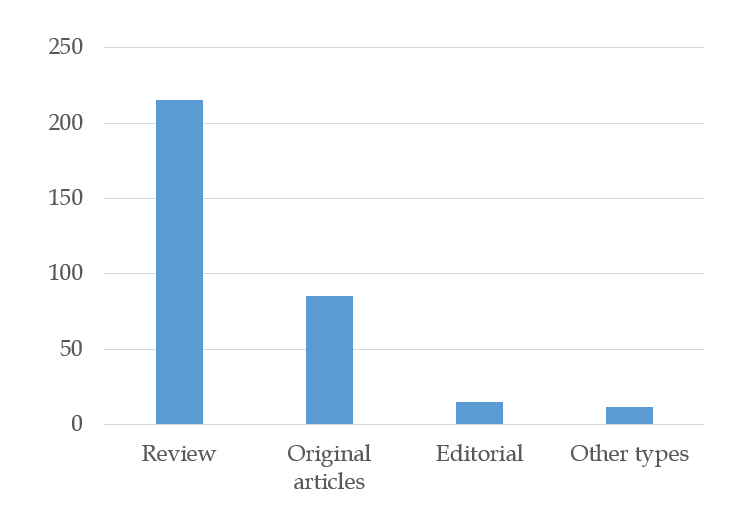 250
200
150
100
50
0
Review
Original
articles
Editorial
Other types